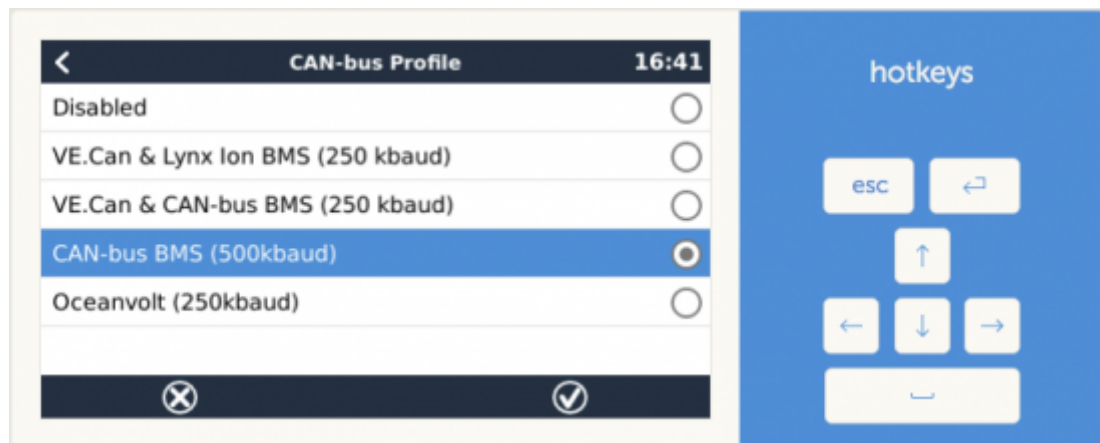 CAN-bus Profile 16:41
Disabled
VE.Can & Lynx Ion BMS (250 kbaud)
VE.Can & CAN-bus BMS (250 kbaud)
CAN-bus BMS (500kbaud)
Oceanvolt (250kbaud)
hotkeys
esc